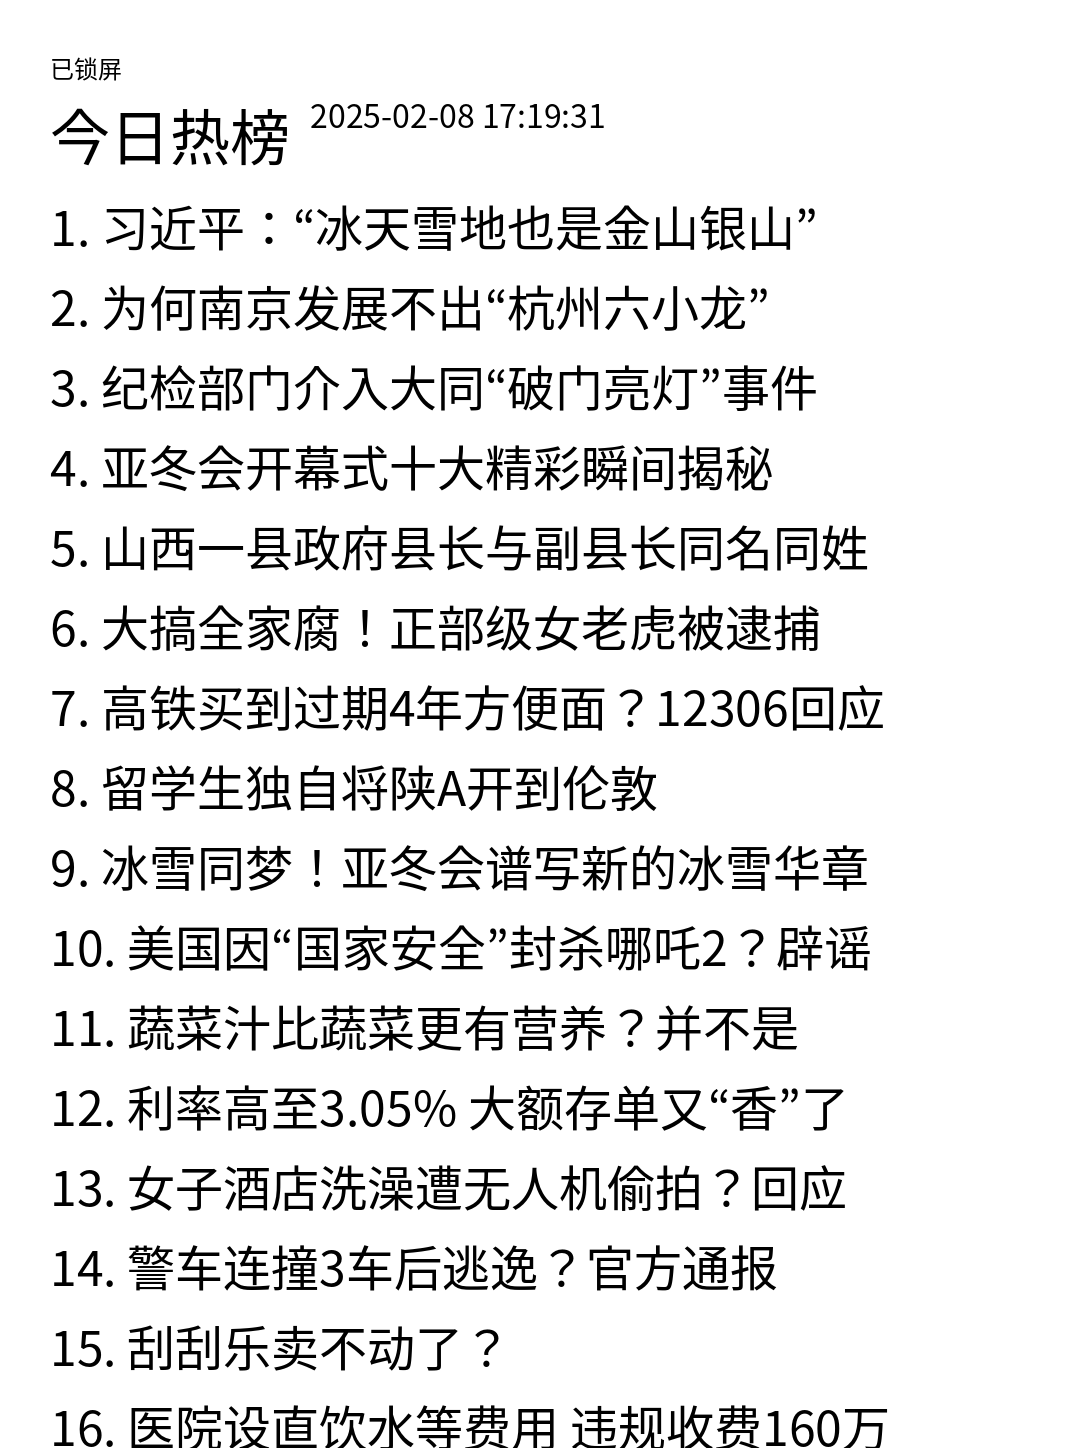 已锁屏
今日热榜 2025-02-08 17:19:31
1. 习近平：“冰天雪地也是金山银山”
2. 为何南京发展不出“杭州六小龙”
3. 纪检部门介入大同“破门亮灯”事件
4. 亚冬会开幕式十大精彩瞬间揭秘
5. 山西一县政府县长与副县长同名同姓
6. 大搞全家腐！正部级女老虎被逮捕
7. 高铁买到过期4年方便面？12306回应
8. 留学生独自将陕A开到伦敦
9. 冰雪同梦！亚冬会谱写新的冰雪华章
10. 美国因“国家安全”封杀哪吒2？辟谣
11. 蔬菜汁比蔬菜更有营养？并不是
12. 利率高至3.05% 大额存单又“香”了
13. 女子酒店洗澡遭无人机偷拍？回应
14. 警车连撞3车后逃逸？官方通报
15. 刮刮乐卖不动了？
16. 医院设直饮水等费用 违规收费160万